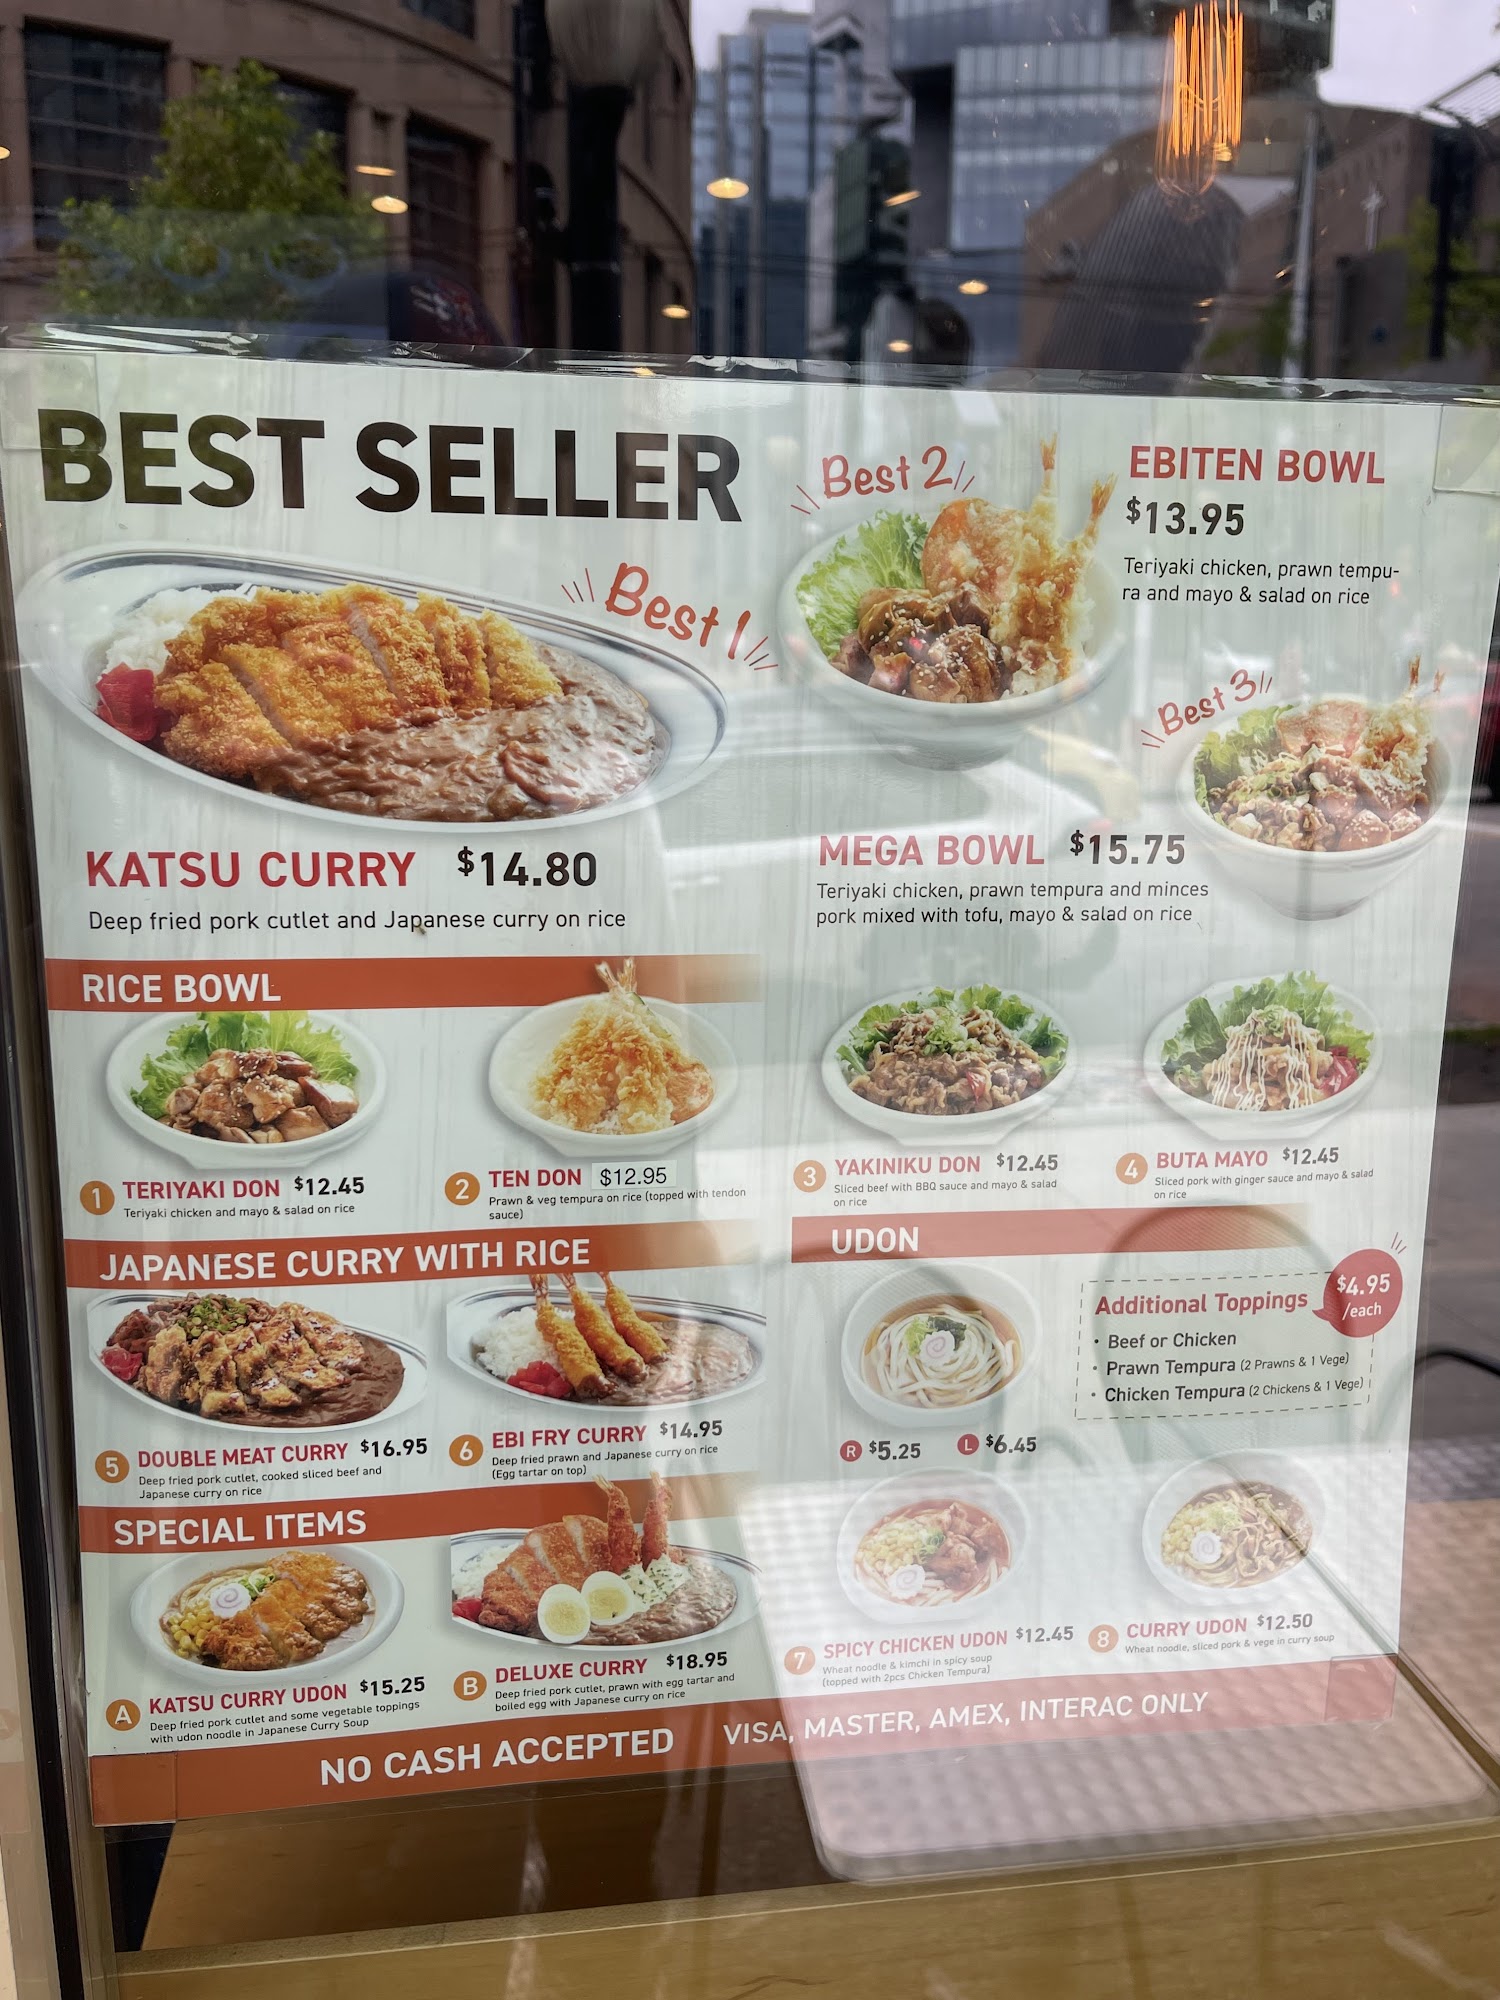 BEST SELLER
Best 1
KATSU CURRY $14.80
Deep fried pork cutlet and Japanese curry on rice
Best 2
EBITEN BOWL
$13.95
Teriyaki chicken, prawn tempu-
ra and mayo & salad on rice
Best 3
MEGA BOWL $15.75
Teriyaki chicken, prawn tempura and minces
pork mixed with tofu, mayo & salad on rice
RICE BOWL
1 TERIYAKI DON $12.45
Teriyaki chicken and mayo & salad on rice
2 TEN DON $12.95
Prawn & veg tempura on rice (topped with tendon
sauce)
3 YAKINIKU DON $12.45
Sliced beef with BBQ sauce and mayo & salad
on rice
4 BUTA MAYO $12.45
Sliced pork with ginger sauce and mayo & salad
on rice
JAPANESE CURRY WITH RICE
5 DOUBLE MEAT CURRY $16.95
Deep fried pork cutlet, cooked sliced beef and
Japanese curry on rice
6 EBI FRY CURRY $14.95
Deep fried prawn and Japanese curry on rice
(Egg tartar on top)
SPECIAL ITEMS
A KATSU CURRY UDON $15.25
Deep fried pork cutlet and some vegetable toppings
with udon noodle in Japanese Curry Soup
B DELUXE CURRY $18.95
Deep fried pork cutlet, prawn with egg tartar and
boiled egg with Japanese curry on rice
UDON
R $5.25 L $6.45
Additional Toppings
$4.95
/each
• Beef or Chicken
• Prawn Tempura (2 Prawns & 1 Vege)
• Chicken Tempura (2 Chickens & 1 Vege)
7 SPICY CHICKEN UDON $12.45
Wheat noodle & kimchi in spicy soup
(topped with 2pcs Chicken Tempura)
8 CURRY UDON $12.50
Wheat noodle, sliced pork & vege in curry soup
NO CASH ACCEPTED VISA, MASTER, AMEX, INTERAC ONLY